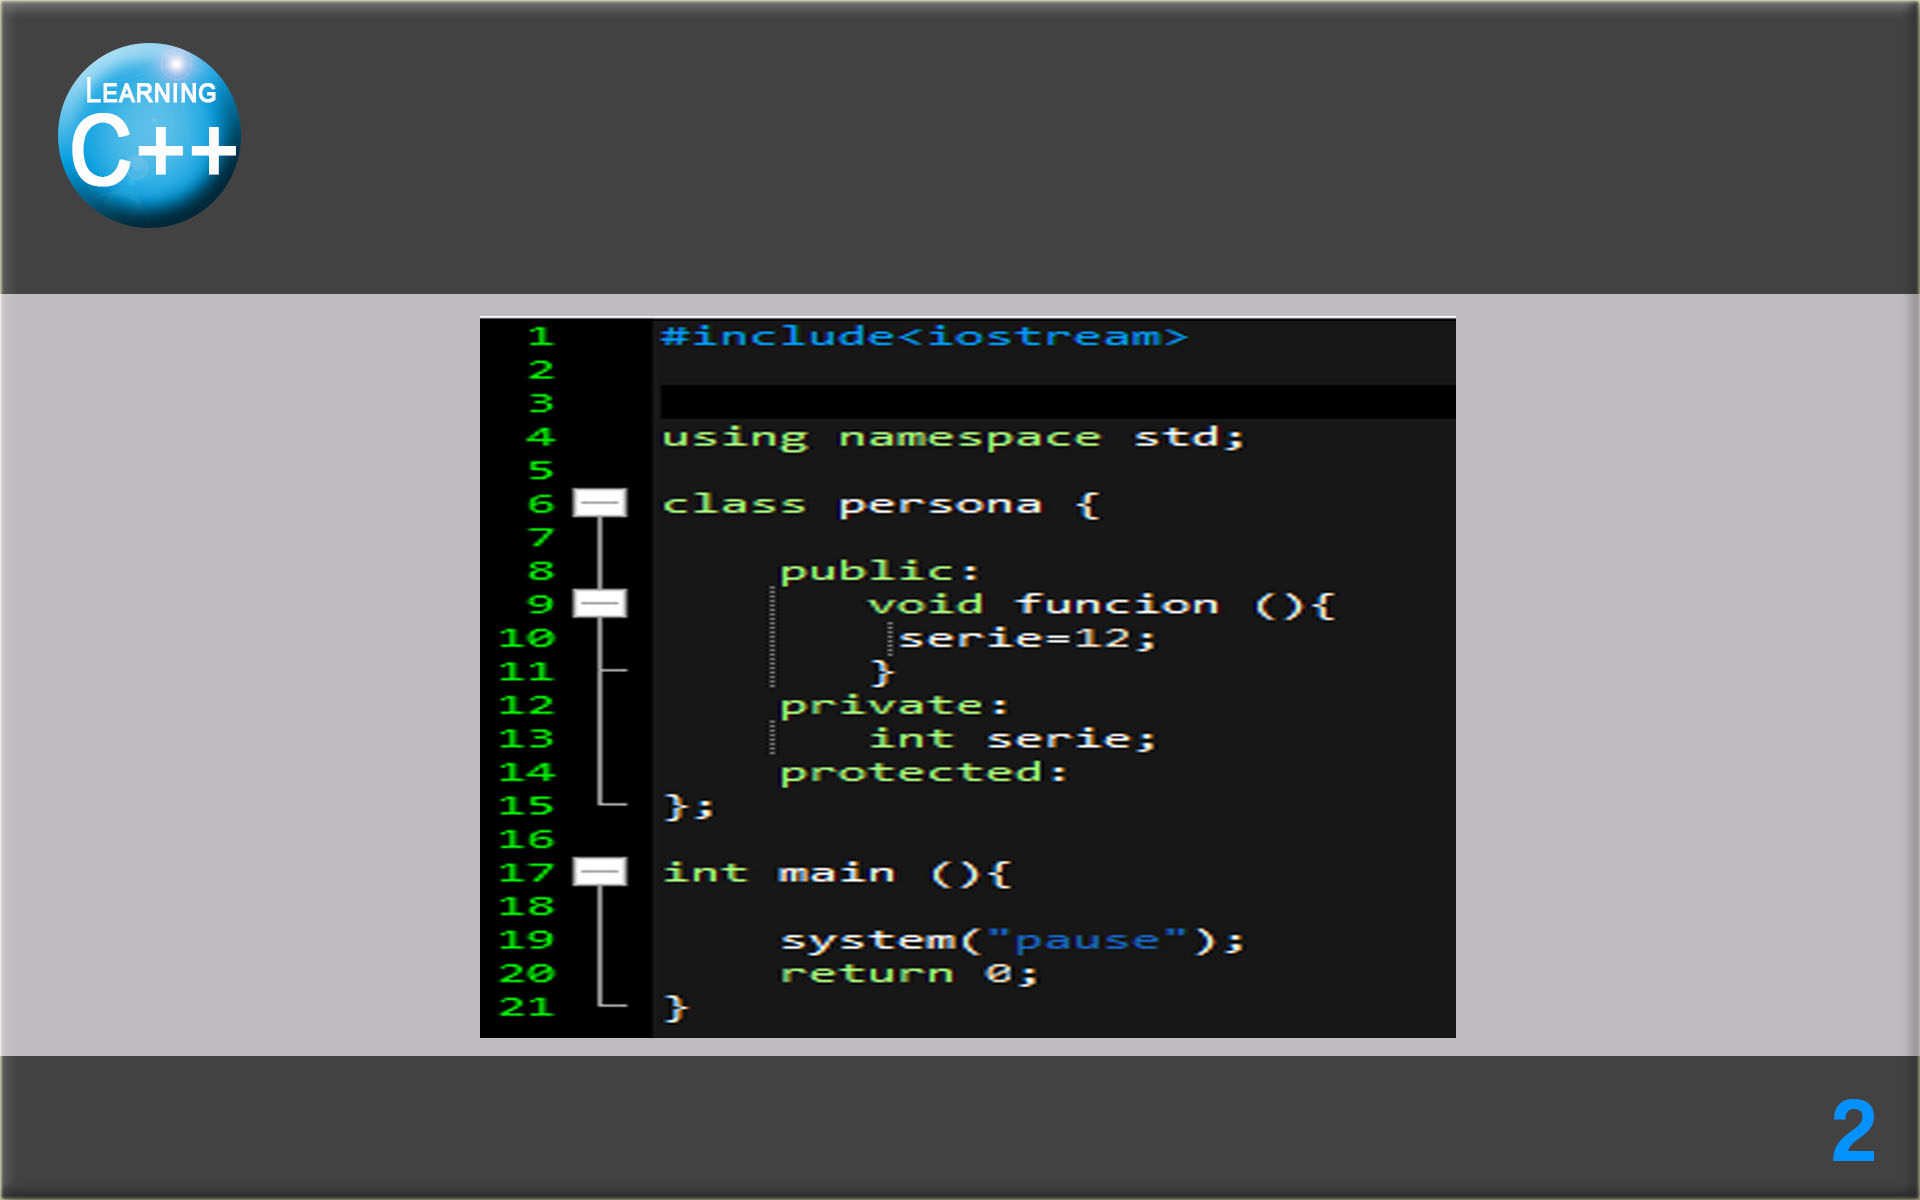 LEARNING
C++
1 #include<iostream>
2
3
4 using namespace std;
5
6 class persona {
7
8 public:
9 void funcion (){
10 serie=12;
11 }
12 private:
13 int serie;
14 protected:
15 };
16
17 int main (){
18
19 system("pause");
20 return 0;
21 }
2